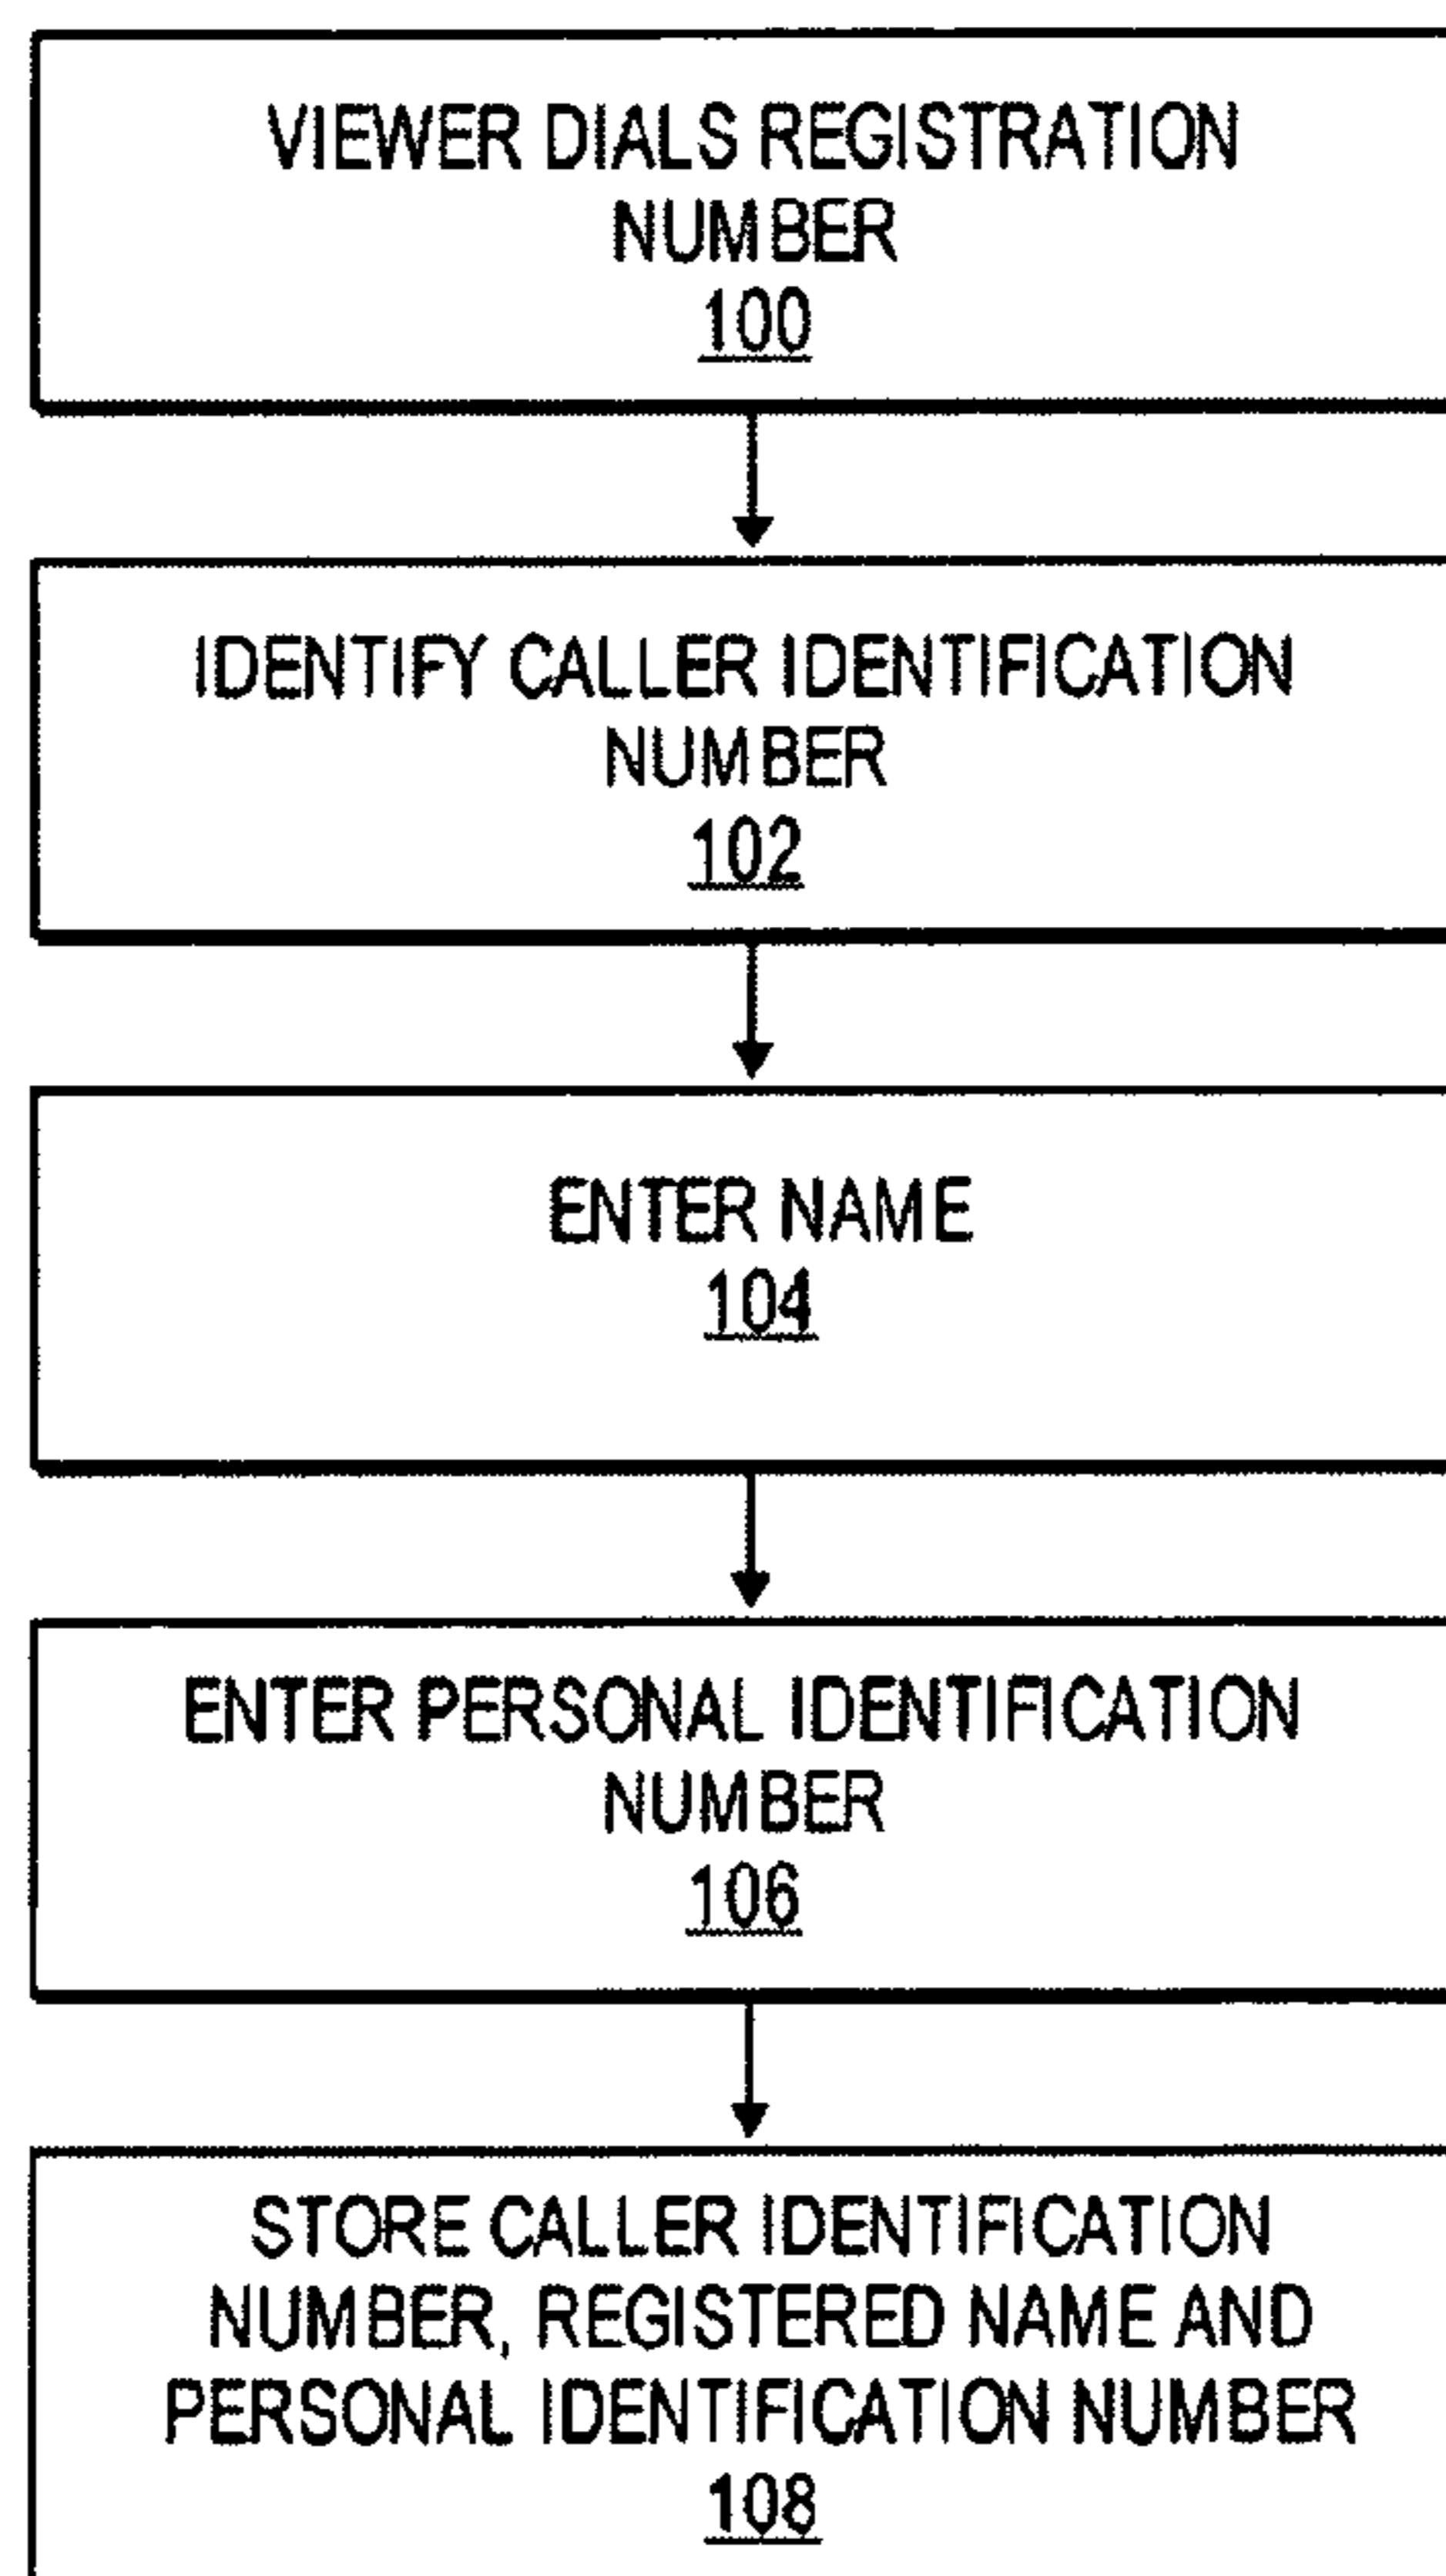 VIEWER DIALS REGISTRATION
NUMBER
100
IDENTIFY CALLER IDENTIFICATION
NUMBER
102
ENTER NAME
104
ENTER PERSONAL IDENTIFICATION
NUMBER
106
STORE CALLER IDENTIFICATION
NUMBER, REGISTERED NAME AND
PERSONAL IDENTIFICATION NUMBER
108